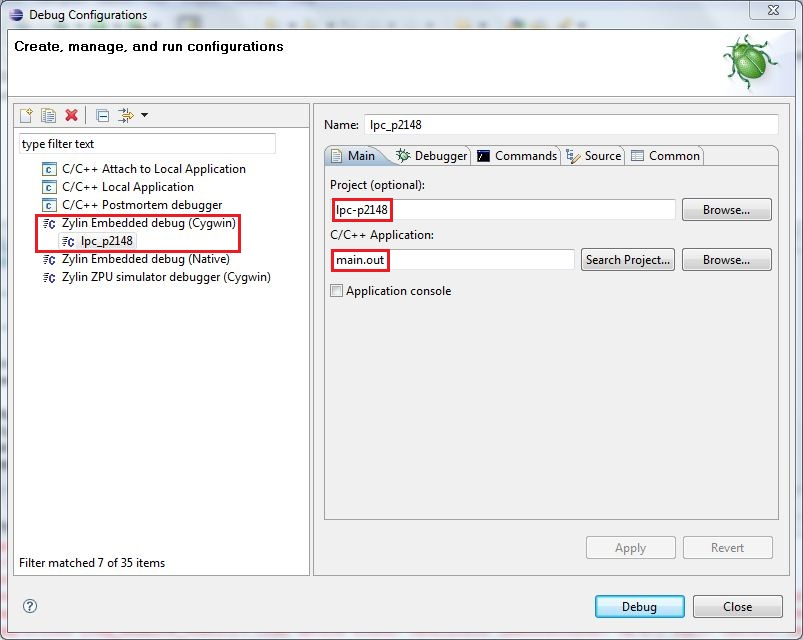 Debug Configurations
Create, manage, and run configurations
type filter text
C/C++ Attach to Local Application
C/C++ Local Application
C/C++ Postmortem debugger
Zylin Embedded debug (Cygwin)
lpc_p2148
Zylin Embedded debug (Native)
Zylin ZPU simulator debugger (Cygwin)
Filter matched 7 of 35 items
Name: lpc_p2148
Main Debugger Commands Source Common
Project (optional):
lpc-p2148 Browse...
C/C++ Application:
main.out Search Project... Browse...
Application console
Apply Revert
Debug Close